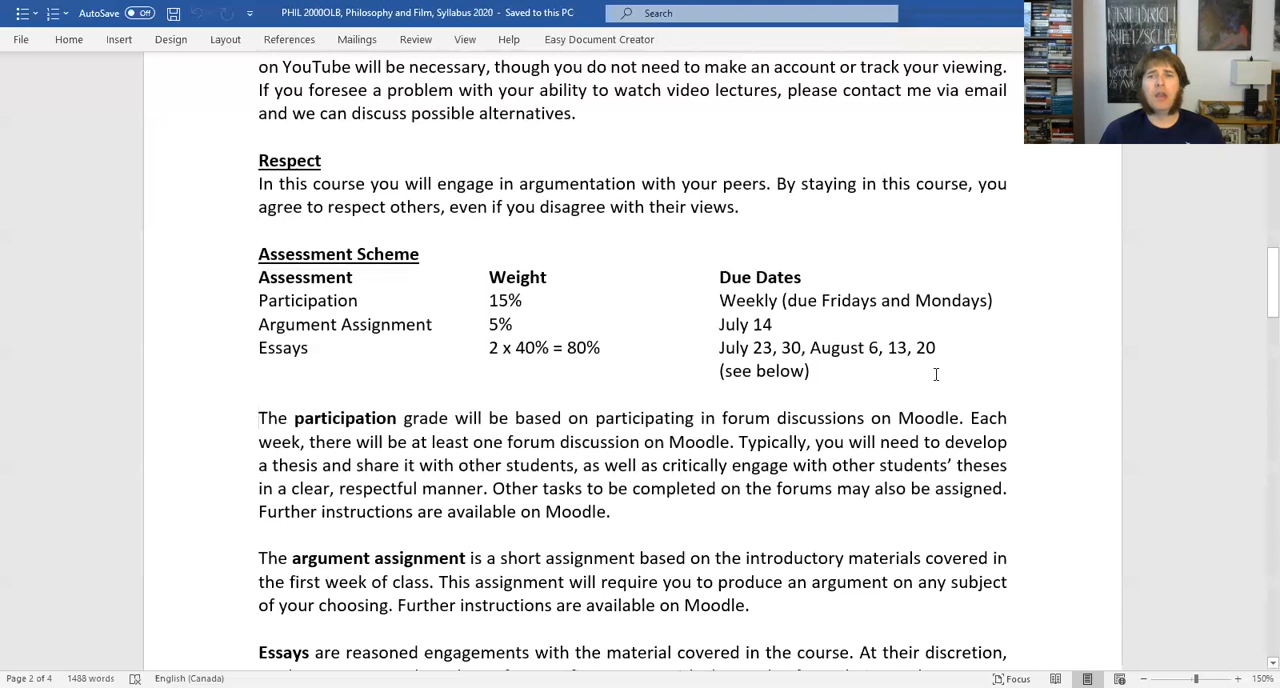 AutoSave Off PHIL 2000OLB, Philosophy and Film, Syllabus 2020 - Saved to this PC Search
File Home Insert Design Layout References Review View Help Easy Document Creator
FRIEDRICH
NIETZSCHE
on YouTube will be necessary, though you do not need to make an account or track your viewing.
If you foresee a problem with your ability to watch video lectures, please contact me via email
and we can discuss possible alternatives.
Respect
In this course you will engage in argumentation with your peers. By staying in this course, you
agree to respect others, even if you disagree with their views.
Assessment Scheme
Assessment Weight Due Dates
Participation 15% Weekly (due Fridays and Mondays)
Argument Assignment 5% July 14
Essays 2 x 40% = 80% July 23, 30, August 6, 13, 20
(see below)
The participation grade will be based on participating in forum discussions on Moodle. Each
week, there will be at least one forum discussion on Moodle. Typically, you will need to develop
a thesis and share it with other students, as well as critically engage with other students’ theses
in a clear, respectful manner. Other tasks to be completed on the forums may also be assigned.
Further instructions are available on Moodle.
The argument assignment is a short assignment based on the introductory materials covered in
the first week of class. This assignment will require you to produce an argument on any subject
of your choosing. Further instructions are available on Moodle.
Essays are reasoned engagements with the material covered in the course. At their discretion,
Page 2 of 4 1488 words English (Canada) Focus 150%